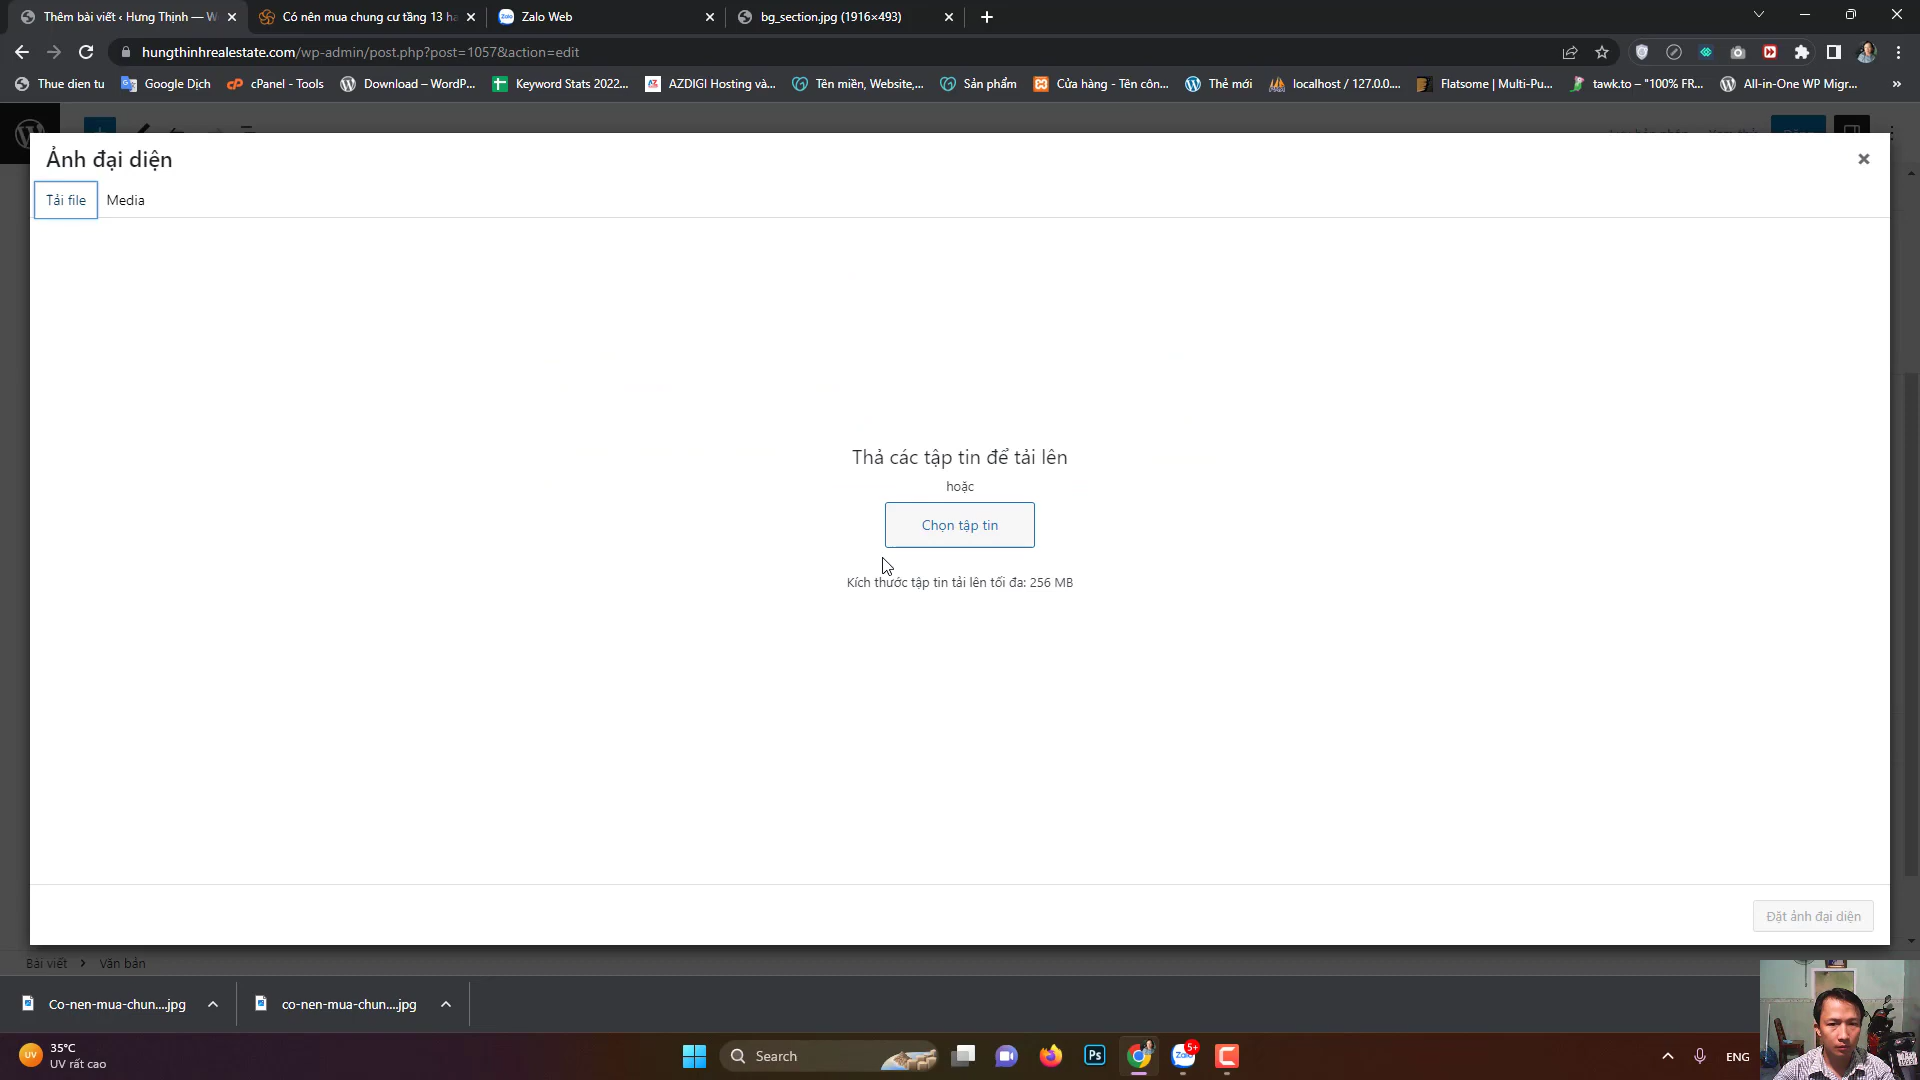 Thêm bài viết ‹ Hưng Thịnh — W
Có nên mua chung cư tầng 13 ha
Zalo Web
bg_section.jpg (1916×493)
hungthinhrealestate.com/wp-admin/post.php?post=1057&action=edit
Thue dien tu
Google Dịch
cPanel - Tools
Download – WordP...
Keyword Stats 2022...
AZDIGI Hosting và...
Tên miền, Website,...
Sản phẩm
Cửa hàng - Tên côn...
Thẻ mới
localhost / 127.0.0....
Flatsome | Multi-Pu...
tawk.to – "100% FR...
All-in-One WP Migr...
»
Ảnh đại diện
Tải file
Media
Thả các tập tin để tải lên
hoặc
Chọn tập tin
Kích thước tập tin tải lên tối đa: 256 MB
Đặt ảnh đại diện
Bài viết › Văn bản
Co-nen-mua-chun....jpg
co-nen-mua-chun....jpg
UV
35°C
UV rất cao
Search
Ps
Zalo
5+
ENG